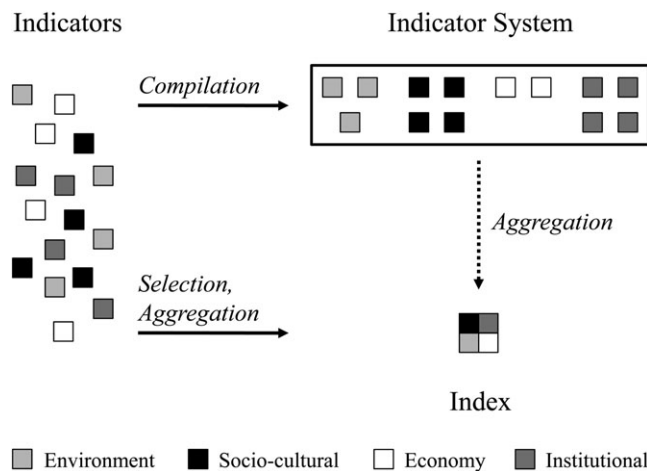 Indicators
Indicator System
Compilation
Aggregation
Selection,
Aggregation
Index
Environment
Socio-cultural
Economy
Institutional